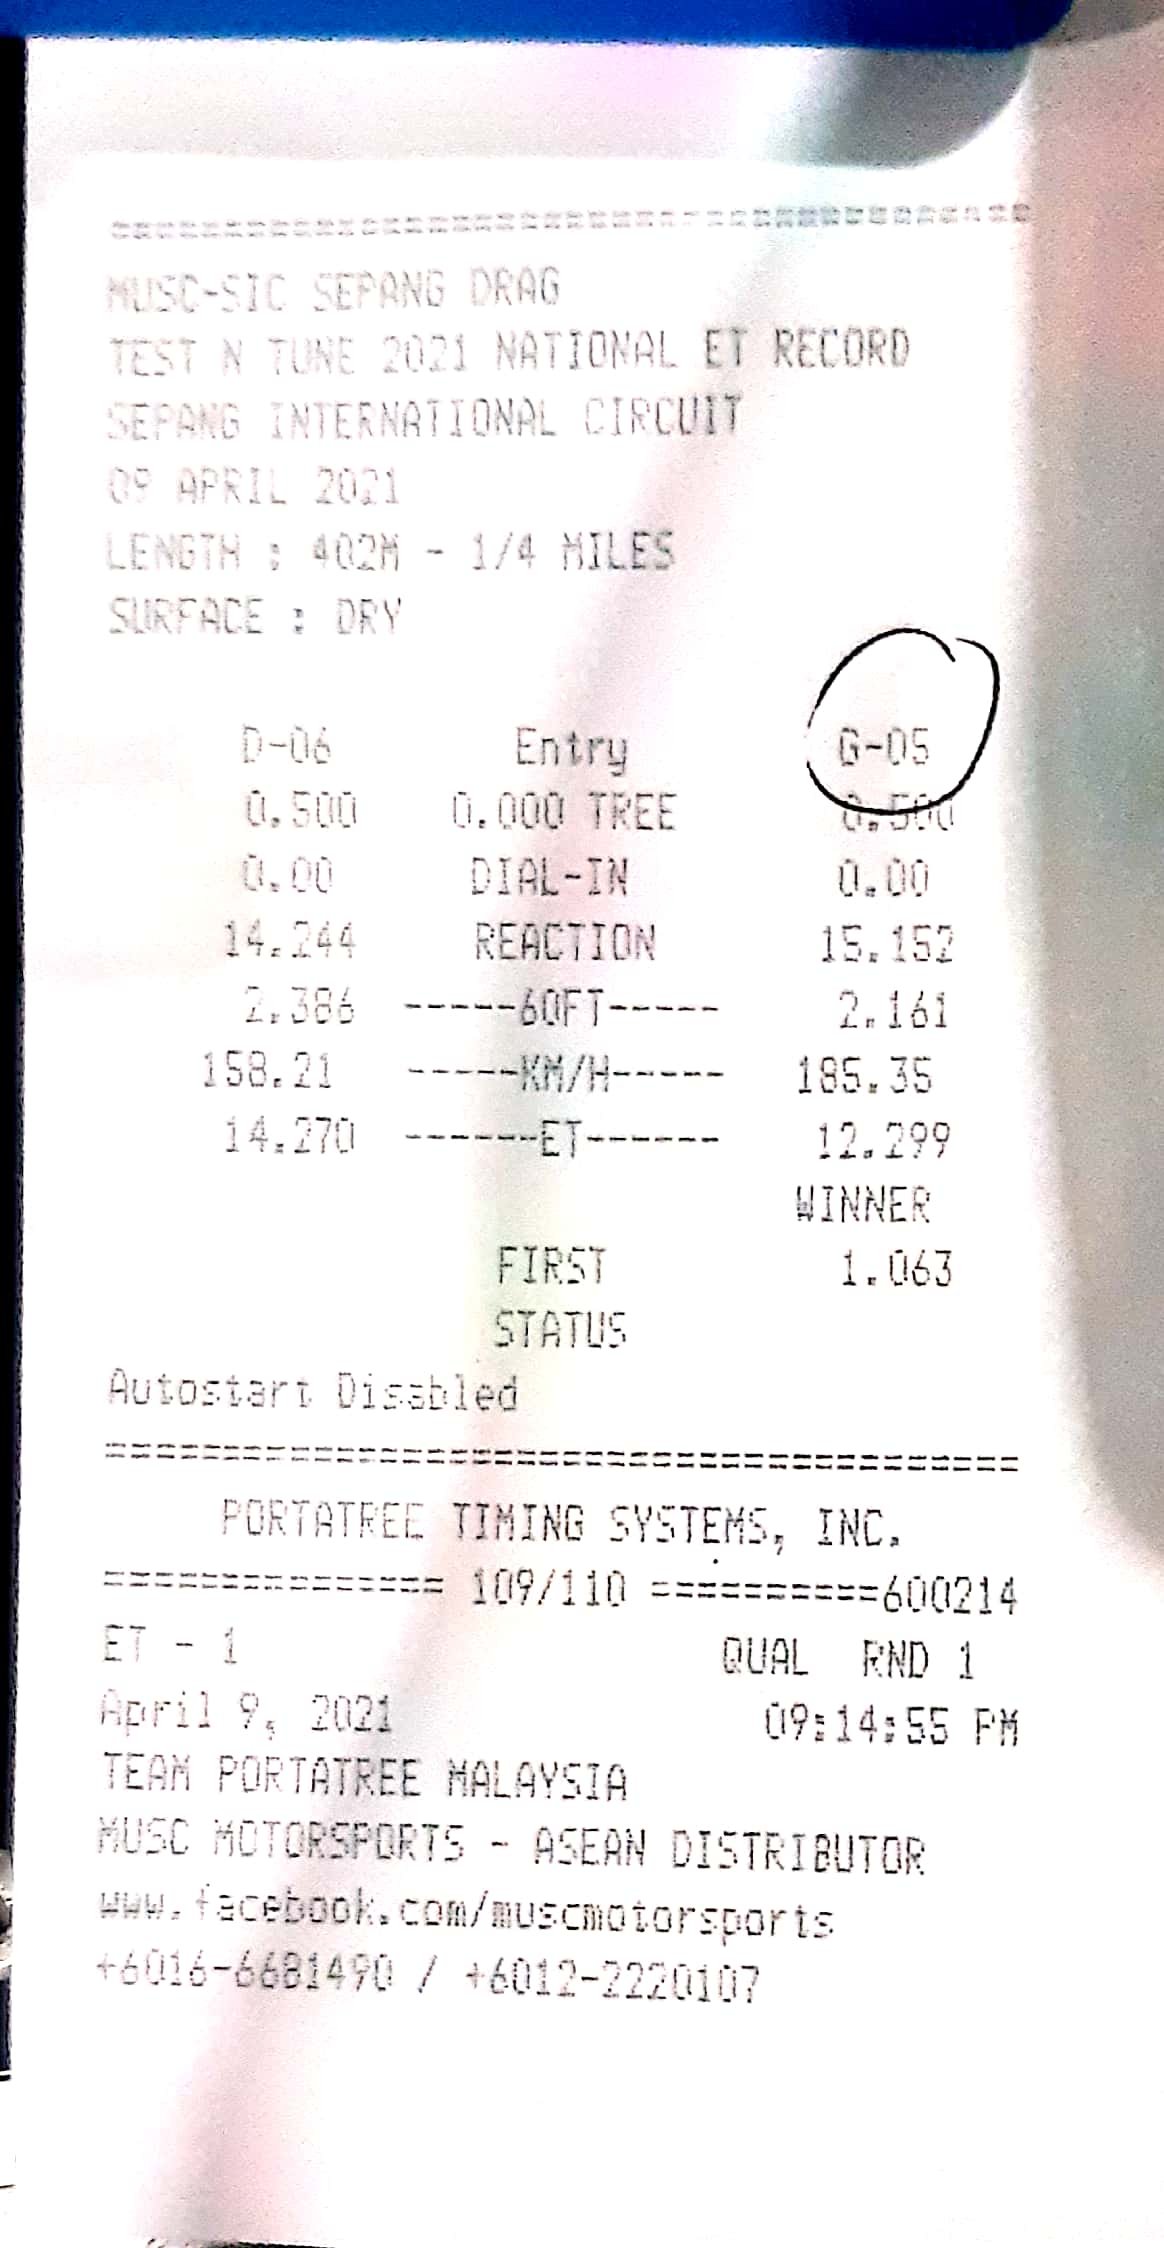 ========================================
MUSC-SIC SEPANG DRAG
TEST N TUNE 2021 NATIONAL ET RECORD
SEPANG INTERNATIONAL CIRCUIT
09 APRIL 2021
LENGTH : 402M - 1/4 MILES
SURFACE : DRY
D-06 Entry G-05
0.500 0.000 TREE 0.500
0.00 DIAL-IN 0.00
14.244 REACTION 15.152
2.386 -----60FT----- 2.161
158.21 -----KM/H----- 185.35
14.270 ------ET------ 12.299
WINNER
FIRST 1.063
STATUS
Autostart Disabled
========================================
PORTATREE TIMING SYSTEMS, INC.
=============== 109/110 ==========600214
ET - 1 QUAL RND 1
April 9, 2021 09:14:55 PM
TEAM PORTATREE MALAYSIA
MUSC MOTORSPORTS - ASEAN DISTRIBUTOR
www.facebook.com/muscmotorsports
+6016-6681490 / +6012-2220107